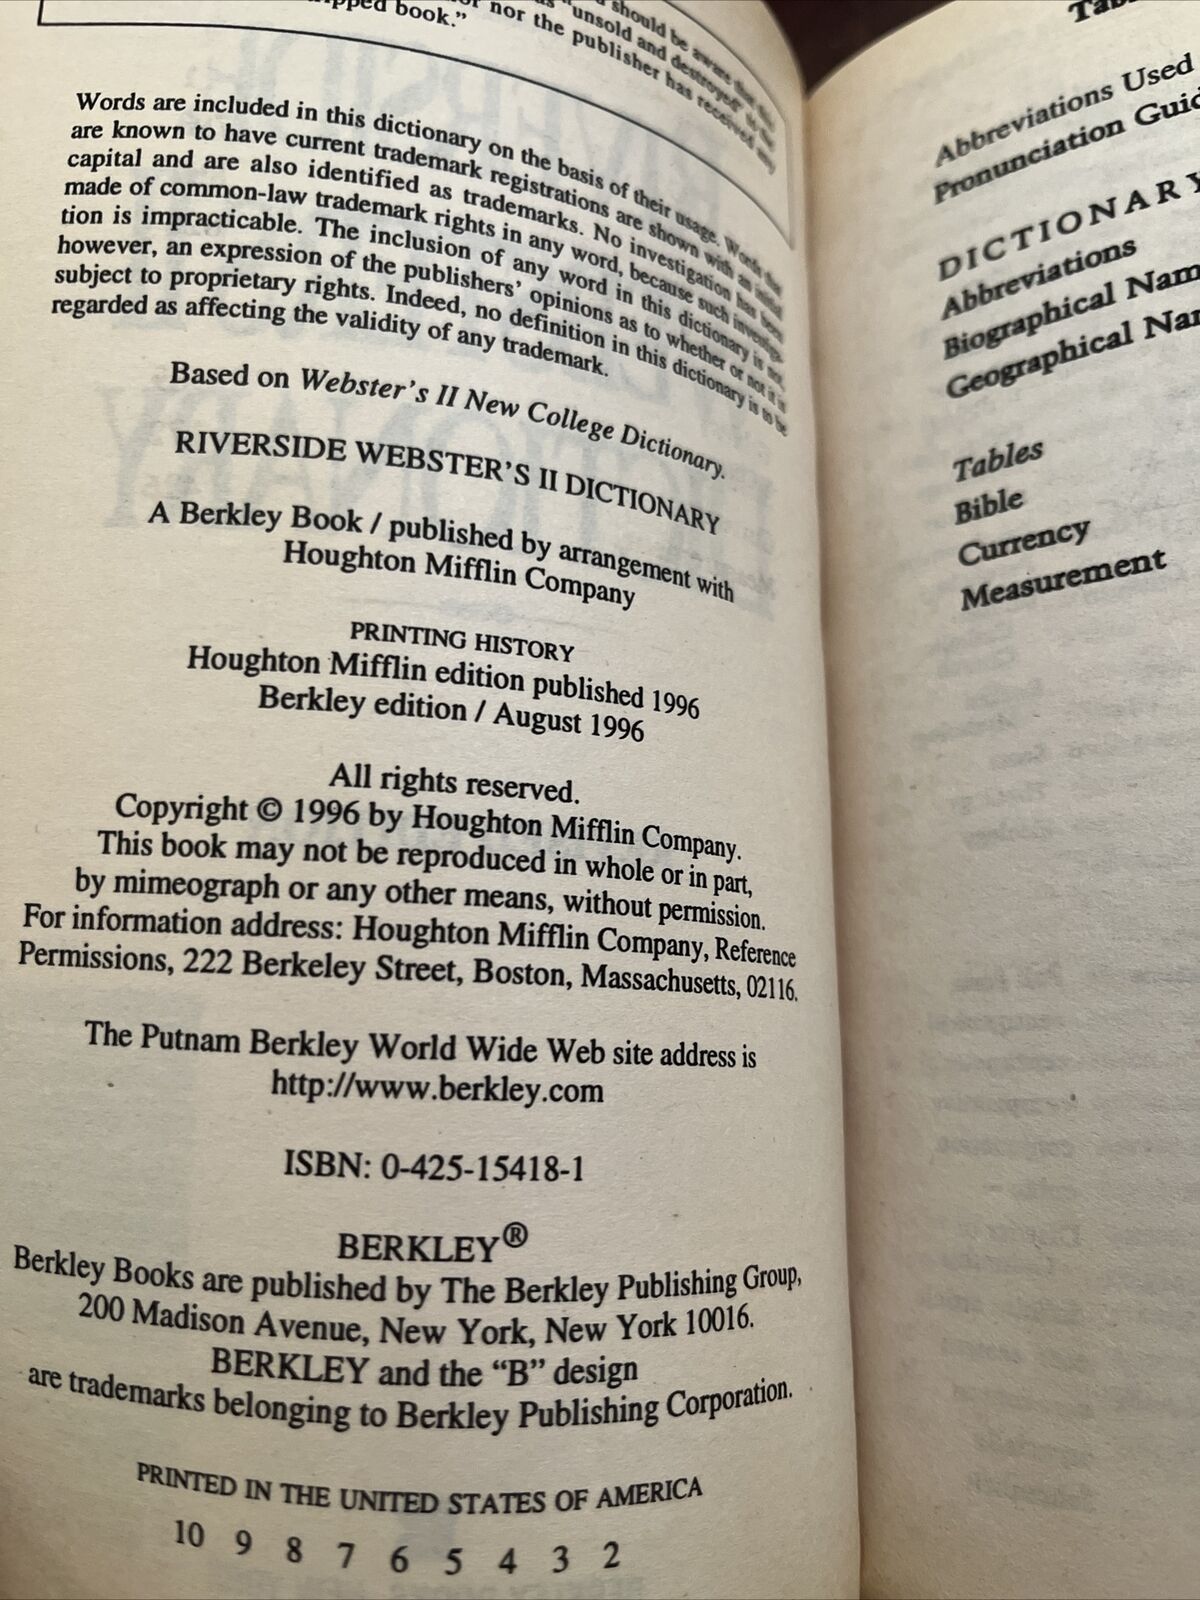 should be aware that this
"unsold and destroyed" to the
nor the publisher has received any
book."
Words are included in this dictionary on the basis of their usage. Words that
are known to have current trademark registrations are shown with an initial
capital and are also identified as trademarks. No investigation has been
made of common-law trademark rights in any word, because such investiga-
tion is impracticable. The inclusion of any word in this dictionary is not,
however, an expression of the publishers' opinions as to whether or not it is
subject to proprietary rights. Indeed, no definition in this dictionary is to be
regarded as affecting the validity of any trademark.
Based on Webster's II New College Dictionary.
RIVERSIDE WEBSTER'S II DICTIONARY
A Berkley Book / published by arrangement with
Houghton Mifflin Company
PRINTING HISTORY
Houghton Mifflin edition published 1996
Berkley edition / August 1996
All rights reserved.
Copyright © 1996 by Houghton Mifflin Company.
This book may not be reproduced in whole or in part,
by mimeograph or any other means, without permission.
For information address: Houghton Mifflin Company, Reference
Permissions, 222 Berkeley Street, Boston, Massachusetts, 02116.
The Putnam Berkley World Wide Web site address is
http://www.berkley.com
ISBN: 0-425-15418-1
BERKLEY®
Berkley Books are published by The Berkley Publishing Group,
200 Madison Avenue, New York, New York 10016.
BERKLEY and the "B" design
are trademarks belonging to Berkley Publishing Corporation.
PRINTED IN THE UNITED STATES OF AMERICA
10 9 8 7 6 5 4 3 2
Abbreviations Used
Pronunciation Guid
DICTIONARY
Abbreviations
Biographical Nam
Geographical Nam
Tables
Bible
Currency
Measurement